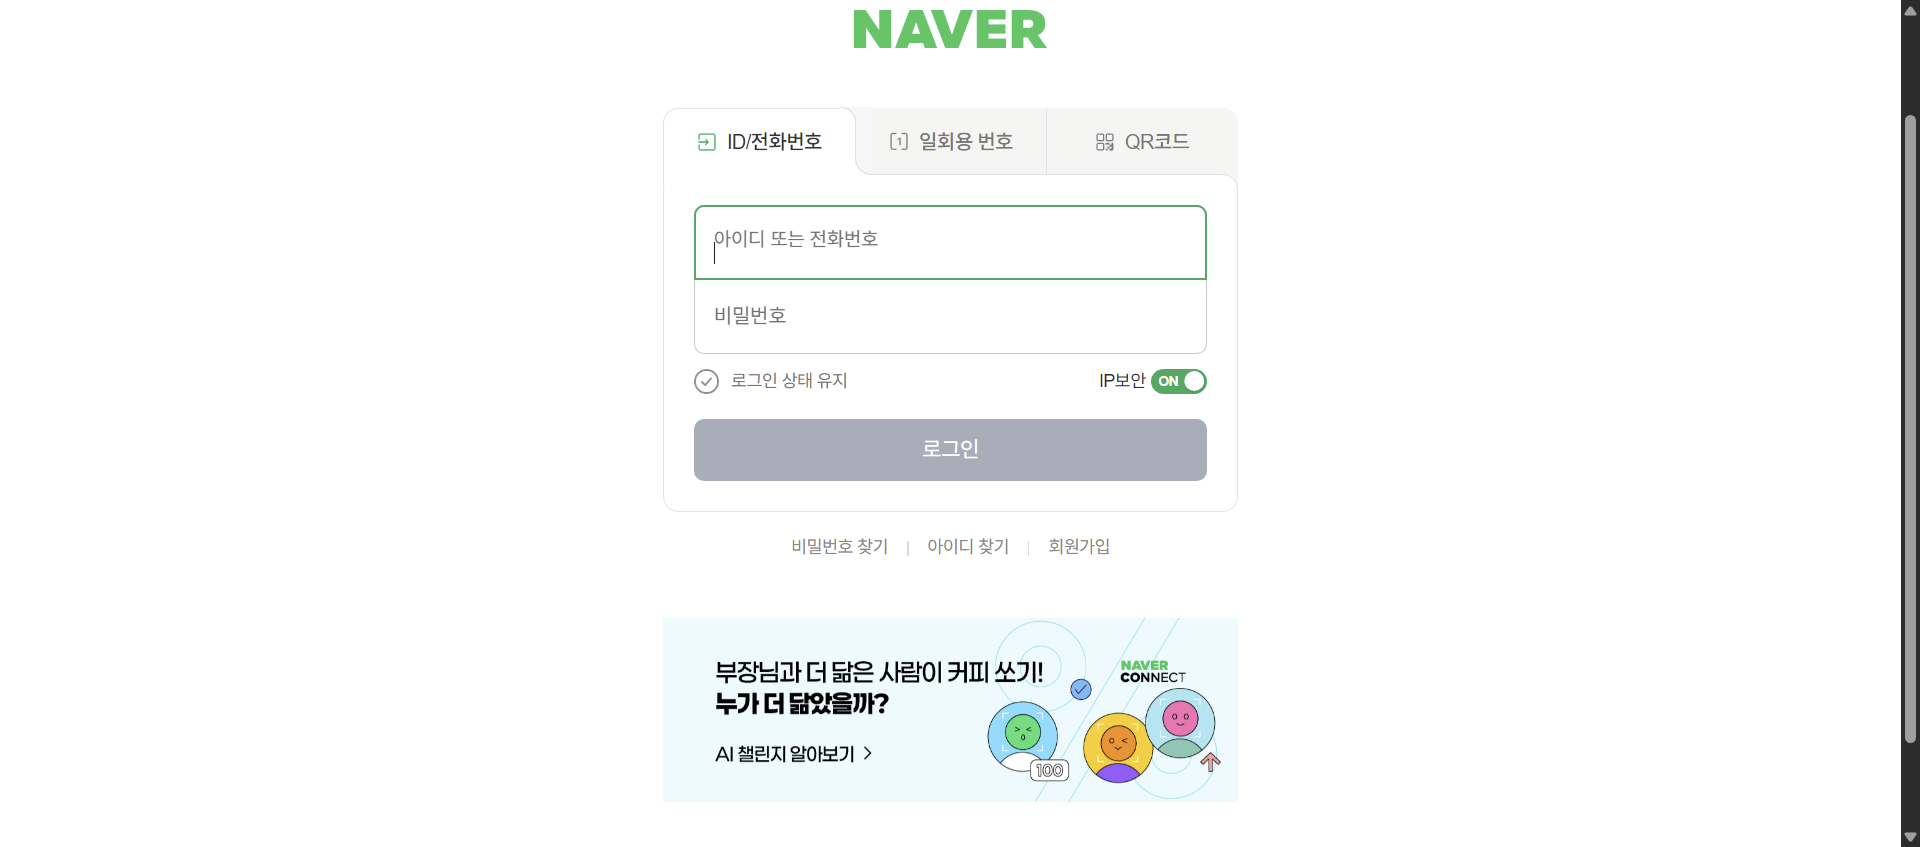 NAVER
ID/전화번호
1 일회용 번호
QR코드
아이디 또는 전화번호
비밀번호
로그인 상태 유지
IP보안 ON
로그인
비밀번호 찾기
아이디 찾기
회원가입
부장님과 더 닮은 사람이 커피 쏘기!
누가 더 닮았을까?
AI 챌린지 알아보기 >
NAVER
CONNECT
100